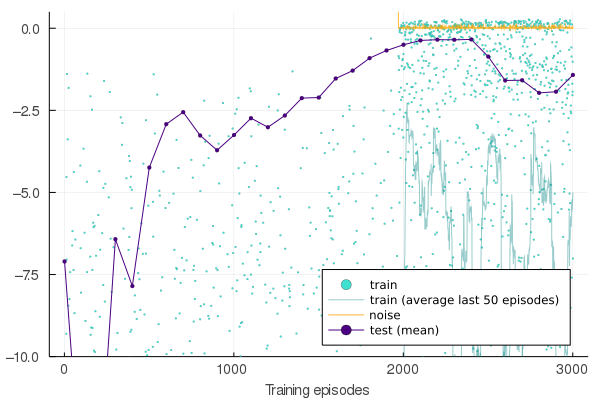 0.0
−2.5
−5.0
−7.5
−10.0
0
1000
2000
3000
Training episodes
train
train (average last 50 episodes)
noise
test (mean)